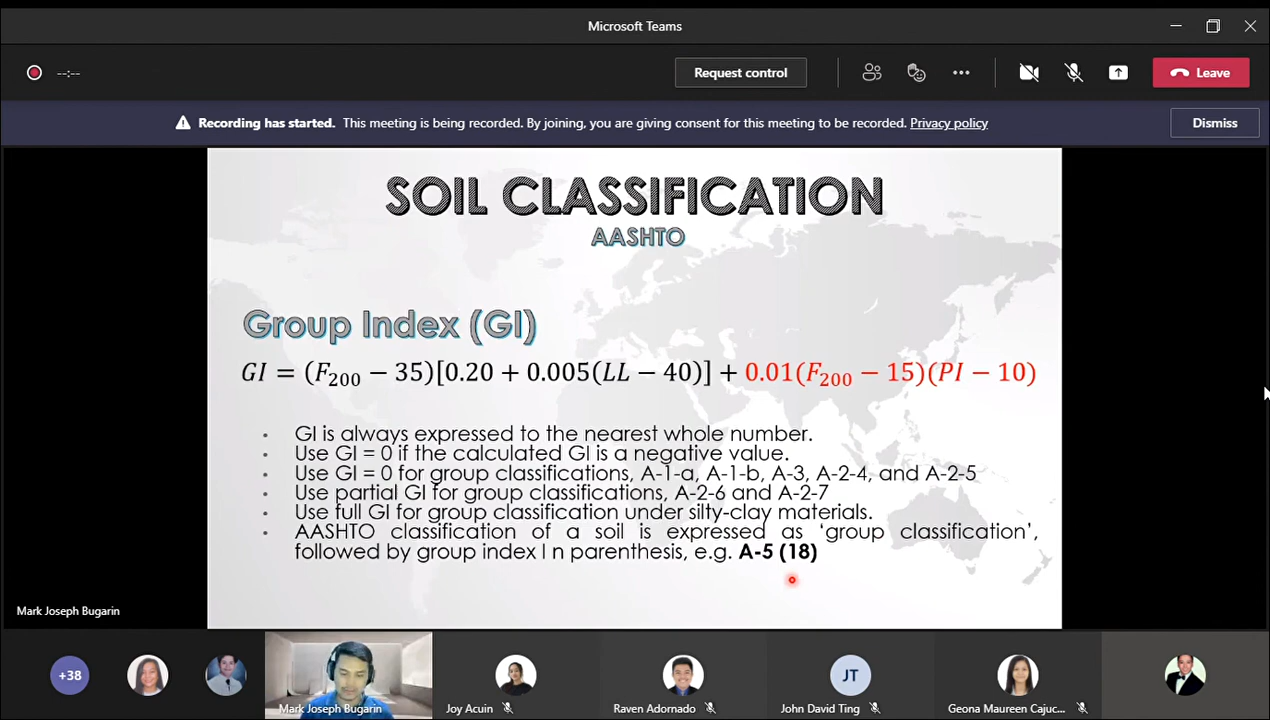 Microsoft Teams
--:--
Request control
Leave
Recording has started. This meeting is being recorded. By joining, you are giving consent for this meeting to be recorded. Privacy policy
Dismiss
SOIL CLASSIFICATION
AASHTO
Group Index (GI)
GI = (F₂₀₀ − 35)[0.20 + 0.005(LL − 40)] + 0.01(F₂₀₀ − 15)(PI − 10)
• GI is always expressed to the nearest whole number.
• Use GI = 0 if the calculated GI is a negative value.
• Use GI = 0 for group classifications, A-1-a, A-1-b, A-3, A-2-4, and A-2-5
• Use partial GI for group classifications, A-2-6 and A-2-7
• Use full GI for group classification under silty-clay materials.
• AASHTO classification of a soil is expressed as ‘group classification’,
followed by group index I n parenthesis, e.g. A-5 (18)
Mark Joseph Bugarin
+38
Mark Joseph Bugarin
Joy Acuin
Raven Adornado
JT
John David Ting
Geona Maureen Cajuc...